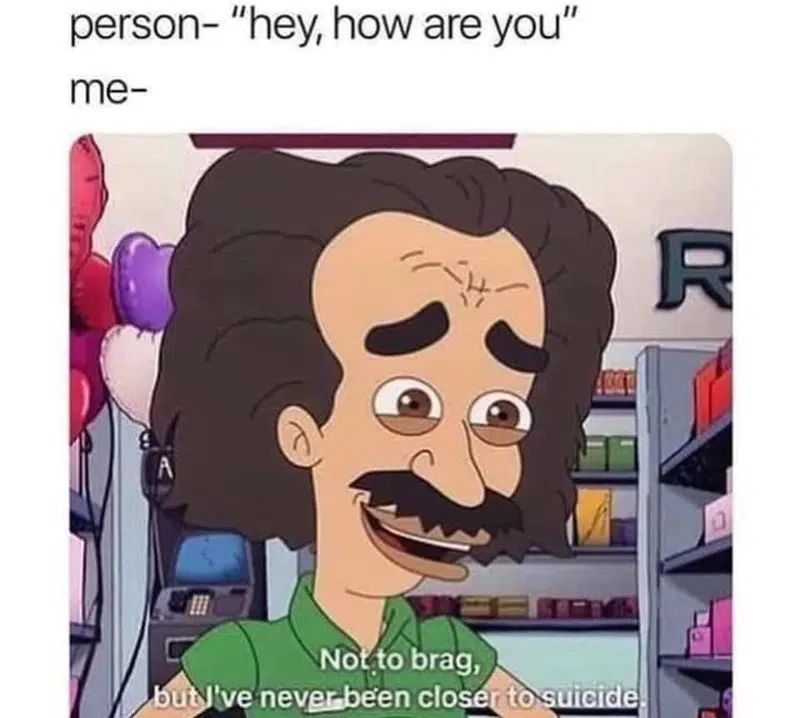 person- "hey, how are you"
me-
R
A
Not to brag,
but I've never been closer to suicide.